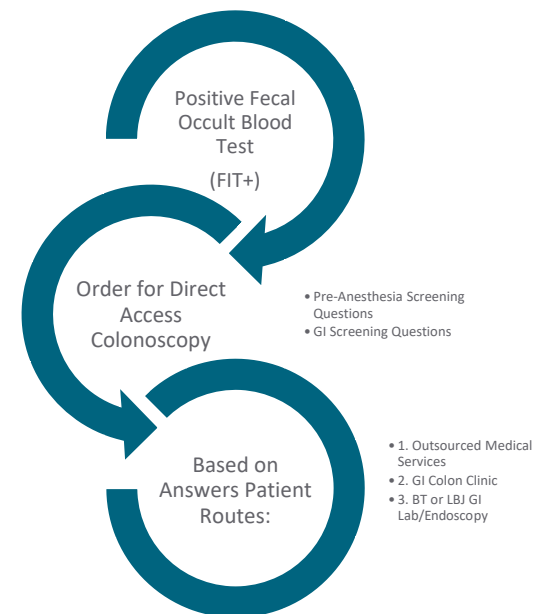 Positive Fecal
Occult Blood
Test
(FIT+)
Order for Direct
Access
Colonoscopy
• Pre-Anesthesia Screening
Questions
• GI Screening Questions
Based on
Answers Patient
Routes:
• 1. Outsourced Medical
Services
• 2. GI Colon Clinic
• 3. BT or LBJ GI
Lab/Endoscopy